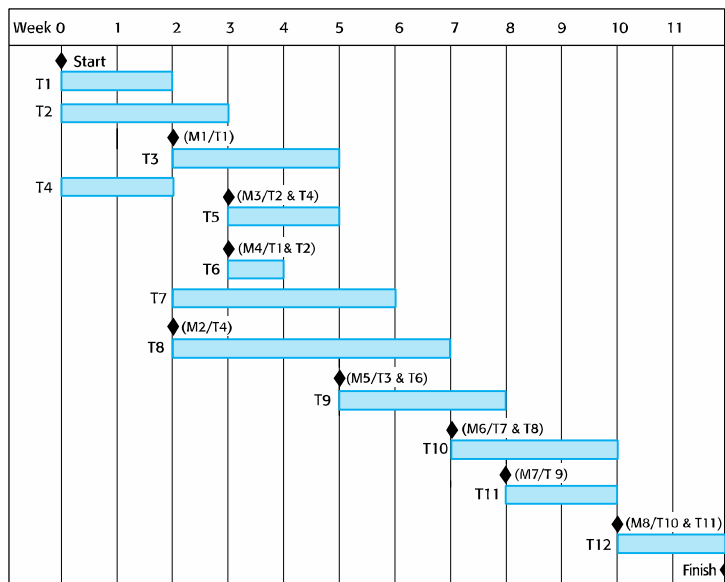 Week 0 1 2 3 4 5 6 7 8 9 10 11
Start
T1
T2
(M1/T1)
T3
T4
(M3/T2 & T4)
T5
(M4/T1& T2)
T6
T7
(M2/T4)
T8
(M5/T3 & T6)
T9
(M6/T7 & T8)
T10
(M7/T 9)
T11
(M8/T10 & T11)
T12
Finish